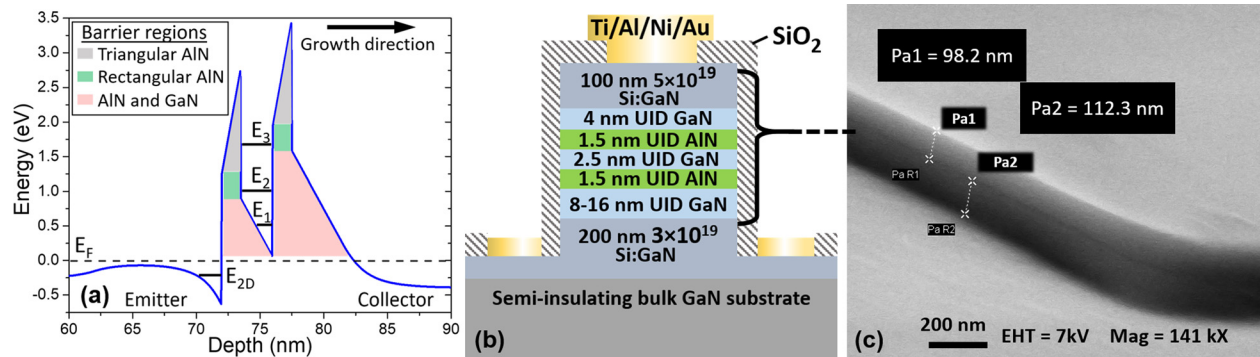 3.5
3.0
2.5
2.0
1.5
1.0
0.5
0.0
-0.5
Energy (eV)
Barrier regions
Triangular AlN
Rectangular AlN
AlN and GaN
Growth direction
E3
E2
E1
EF
E2D
(a)
Emitter
Collector
60
65
70
75
80
85
90
Depth (nm)
Ti/Al/Ni/Au
SiO2
100 nm 5×10^19
Si:GaN
4 nm UID GaN
1.5 nm UID AlN
2.5 nm UID GaN
1.5 nm UID AlN
8-16 nm UID GaN
200 nm 3×10^19
Si:GaN
Semi-insulating bulk GaN substrate
(b)
Pa1 = 98.2 nm
Pa2 = 112.3 nm
Pa1
Pa2
Pa R1
Pa R2
(c)
200 nm
EHT = 7kV
Mag = 141 kX